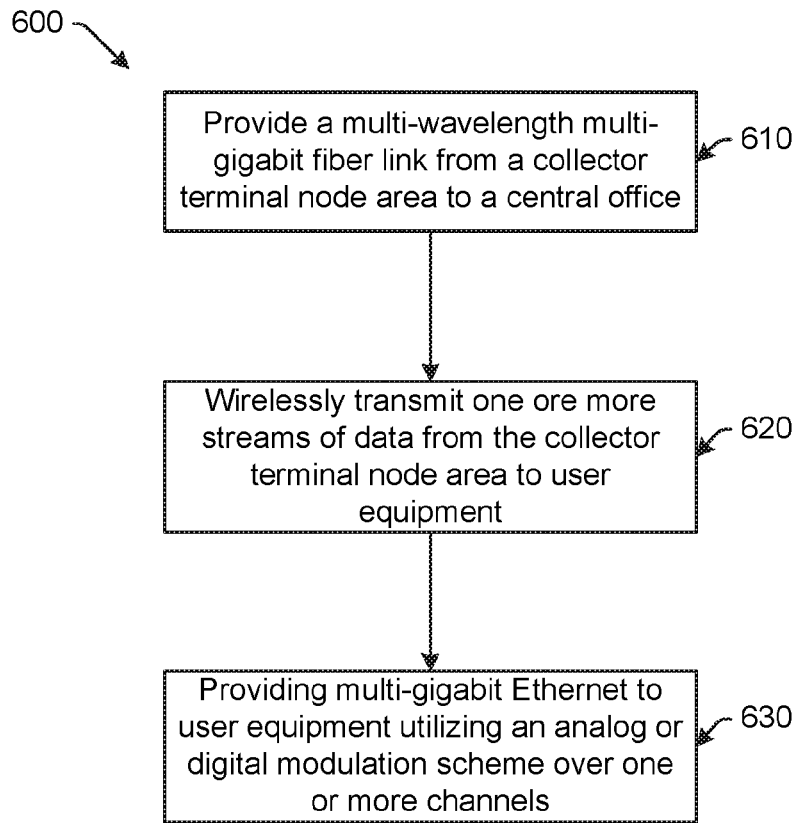 600
Provide a multi-wavelength multi-
gigabit fiber link from a collector
terminal node area to a central office
610
Wirelessly transmit one ore more
streams of data from the collector
terminal node area to user
equipment
620
Providing multi-gigabit Ethernet to
user equipment utilizing an analog or
digital modulation scheme over one
or more channels
630